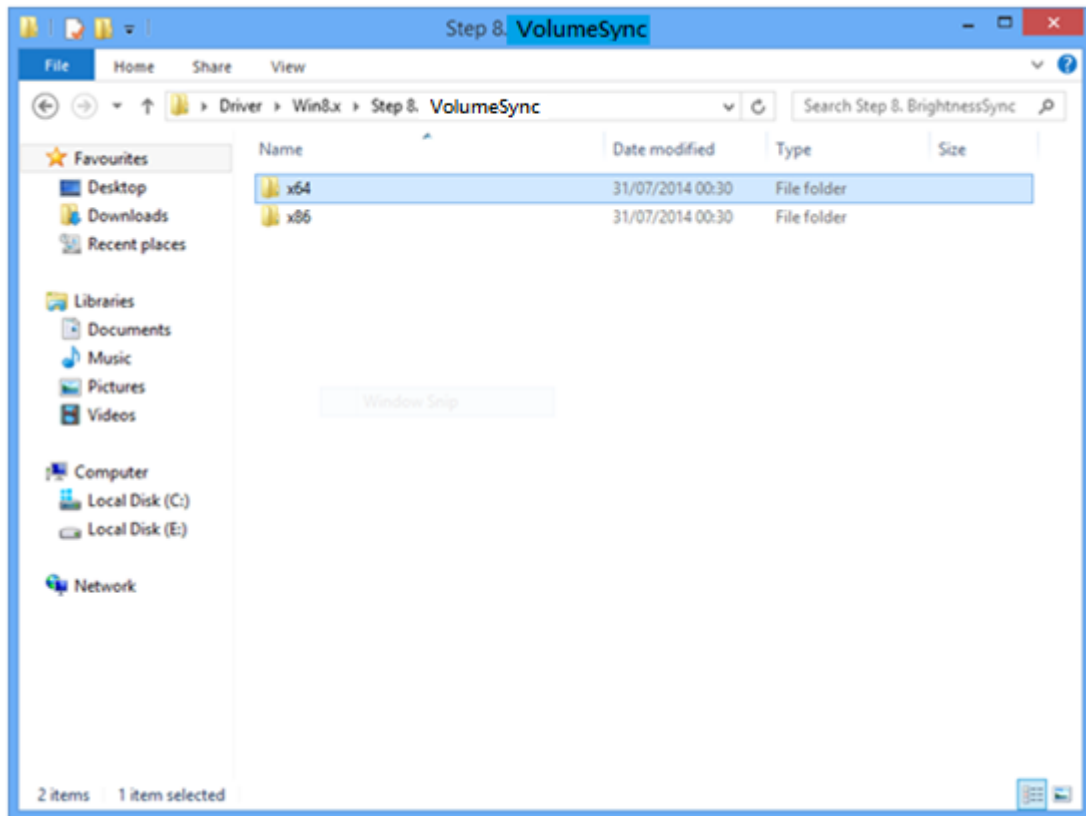 Step 8. VolumeSync
File Home Share View
Driver Win8.x Step 8. VolumeSync Search Step 8. BrightnessSync
Name Date modified Type Size
x64 31/07/2014 00:30 File folder
x86 31/07/2014 00:30 File folder
Favourites
Desktop
Downloads
Recent places
Libraries
Documents
Music
Pictures
Videos
Window Snip
Computer
Local Disk (C:)
Local Disk (E:)
Network
2 items 1 item selected